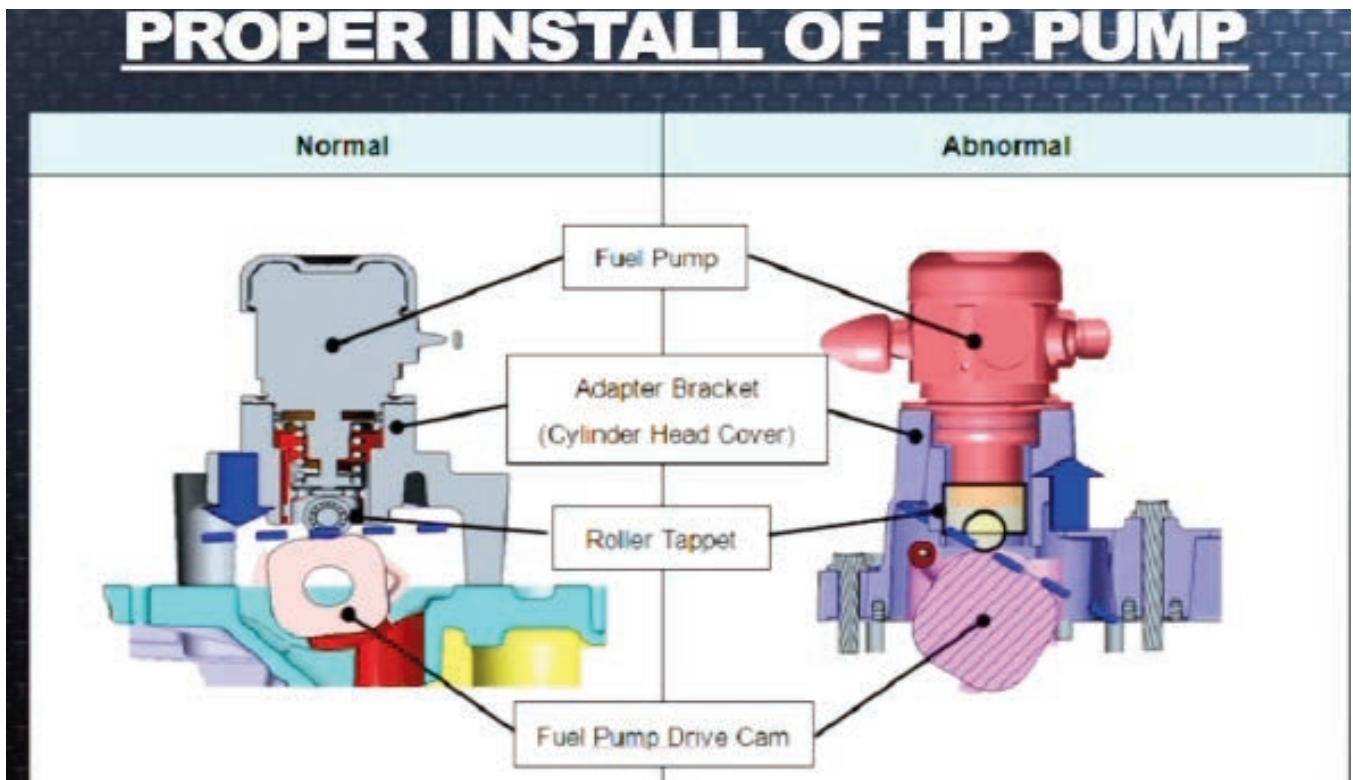 PROPER INSTALL OF HP PUMP
Normal
Abnormal
Fuel Pump
Adapter Bracket
(Cylinder Head Cover)
Roller Tappet
Fuel Pump Drive Cam